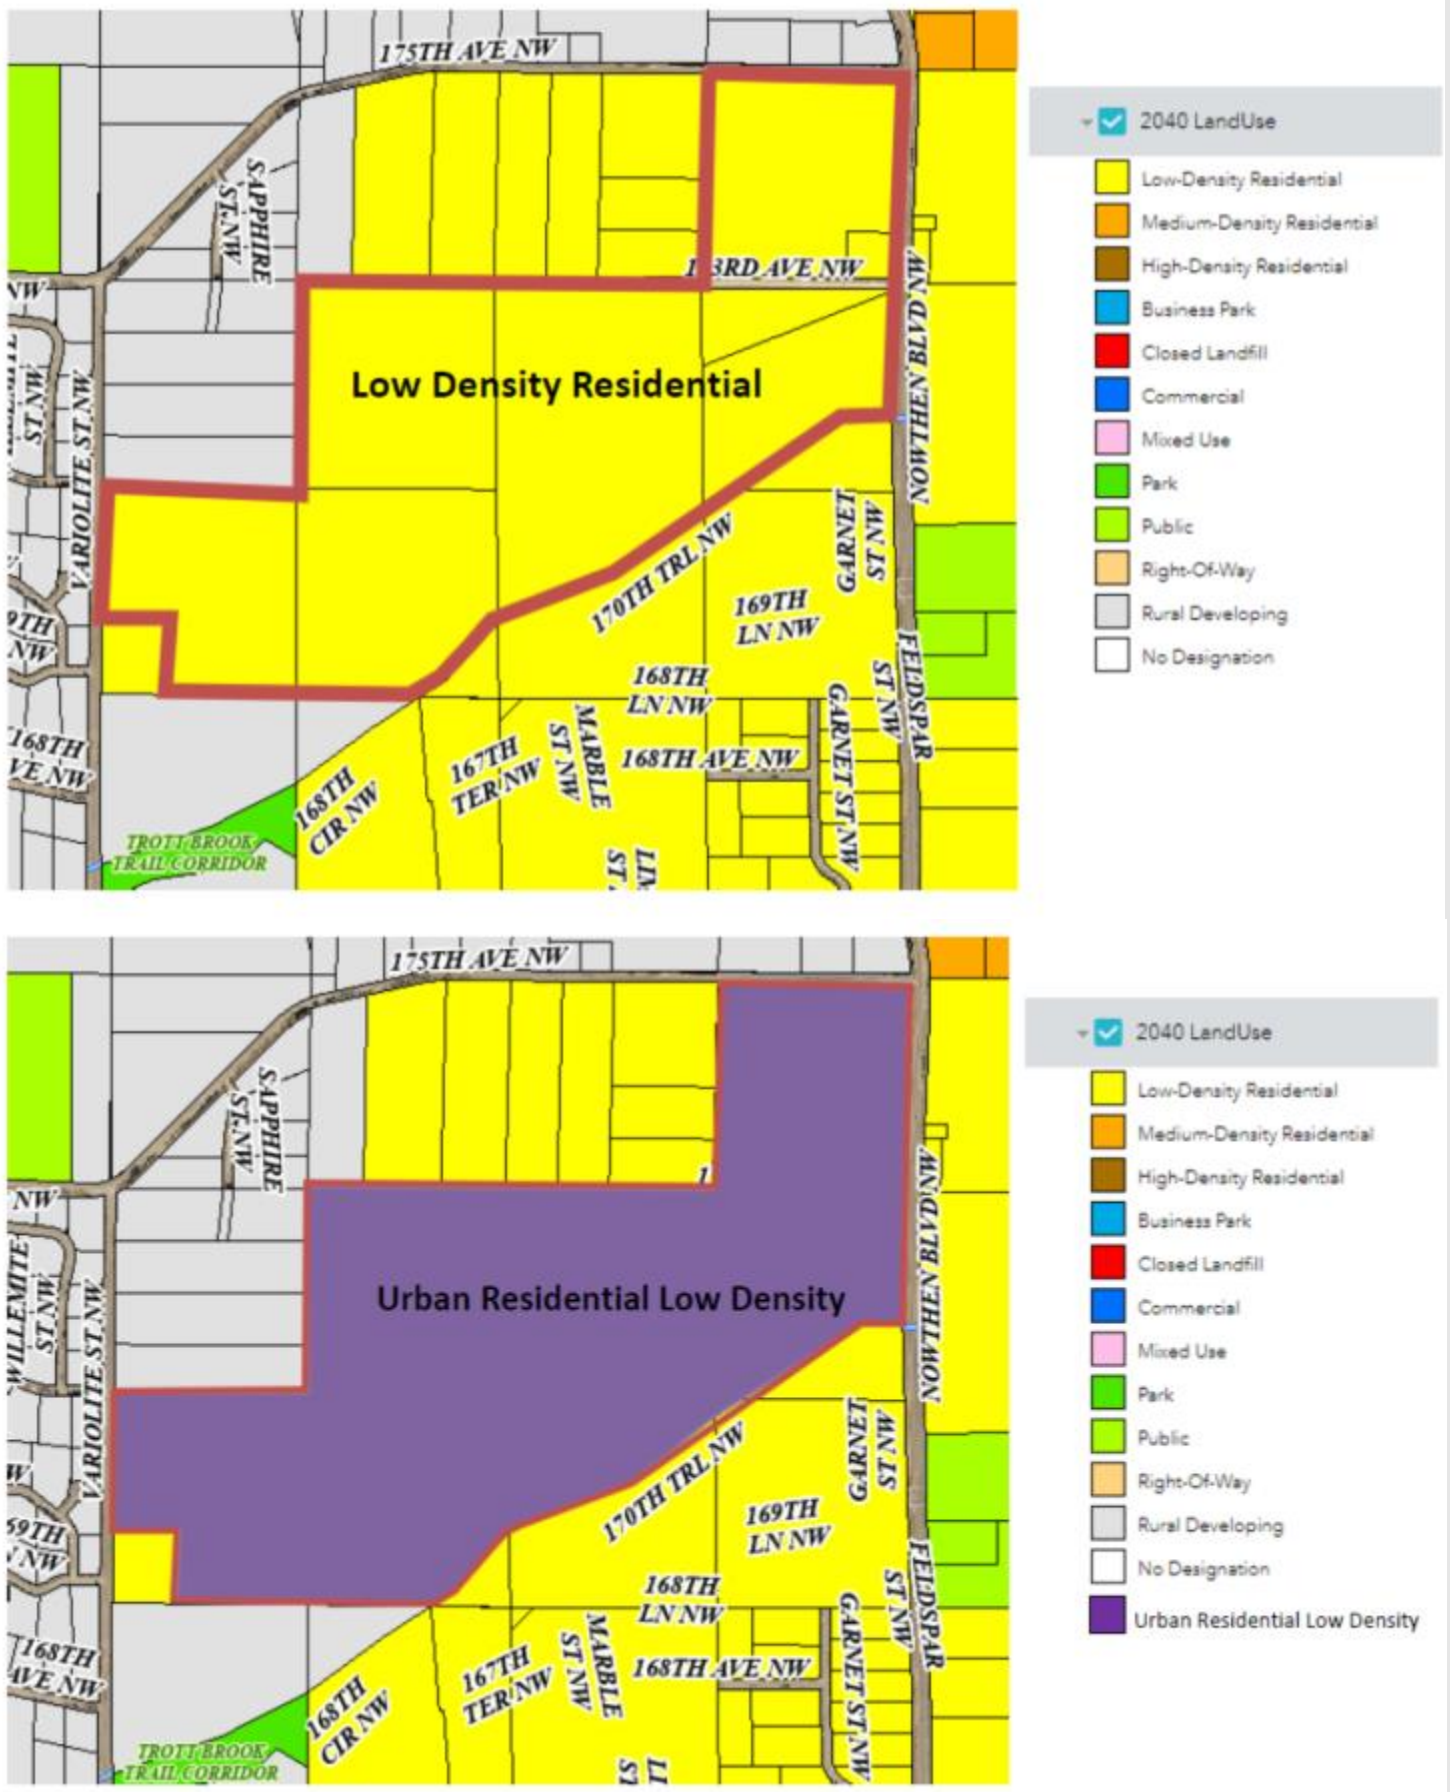 175TH AVE NW
2040 LandUse
Low-Density Residential
Medium-Density Residential
High-Density Residential
Business Park
Closed Landfill
Commercial
Mixed Use
Park
Public
Right-Of-Way
Rural Developing
No Designation
SAPPHIRE
ST NW
3RD AVE NW
NW
ST NW
VARIOLITE ST NW
Low Density Residential
NOWTHEN BLVD NW
170TH TRL NW
GARNET
ST NW
169TH
LN NW
9TH
NW
168TH
LN NW
FELDSPAR
ST NW
168TH
VE NW
167TH
TER NW
MARBLE
ST NW
168TH AVE NW
GARNET ST NW
168TH
CIR NW
TROTT BROOK
TRAIL CORRIDOR
LIN
ST
175TH AVE NW
2040 LandUse
Low-Density Residential
Medium-Density Residential
High-Density Residential
Business Park
Closed Landfill
Commercial
Mixed Use
Park
Public
Right-Of-Way
Rural Developing
No Designation
Urban Residential Low Density
SAPPHIRE
ST NW
1
NW
WILLEMITE
ST NW
VARIOLITE ST NW
Urban Residential Low Density
NOWTHEN BLVD NW
170TH TRL NW
GARNET
ST NW
169TH
LN NW
W
69TH
N NW
168TH
LN NW
FELDSPAR
ST NW
168TH
AVE NW
167TH
TER NW
MARBLE
ST NW
168TH AVE NW
GARNET ST NW
168TH
CIR NW
TROTT BROOK
TRAIL CORRIDOR